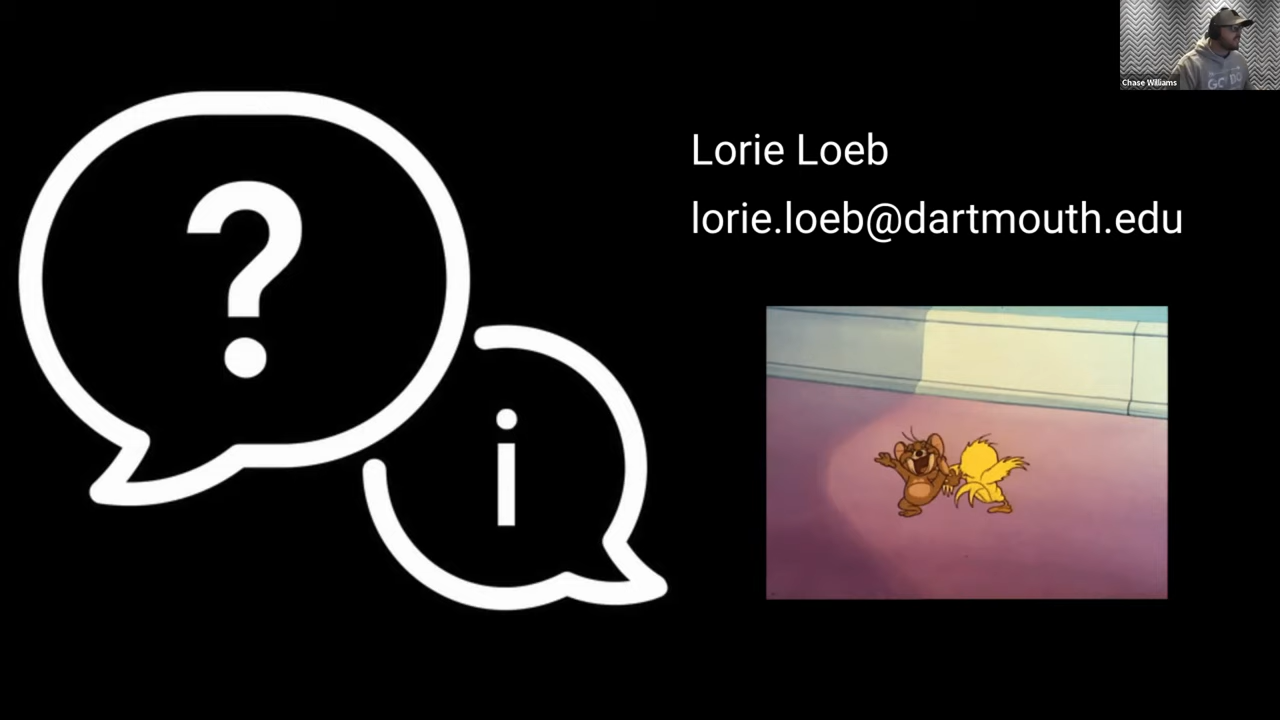 Chase Williams
Lorie Loeb
lorie.loeb@dartmouth.edu
?
i